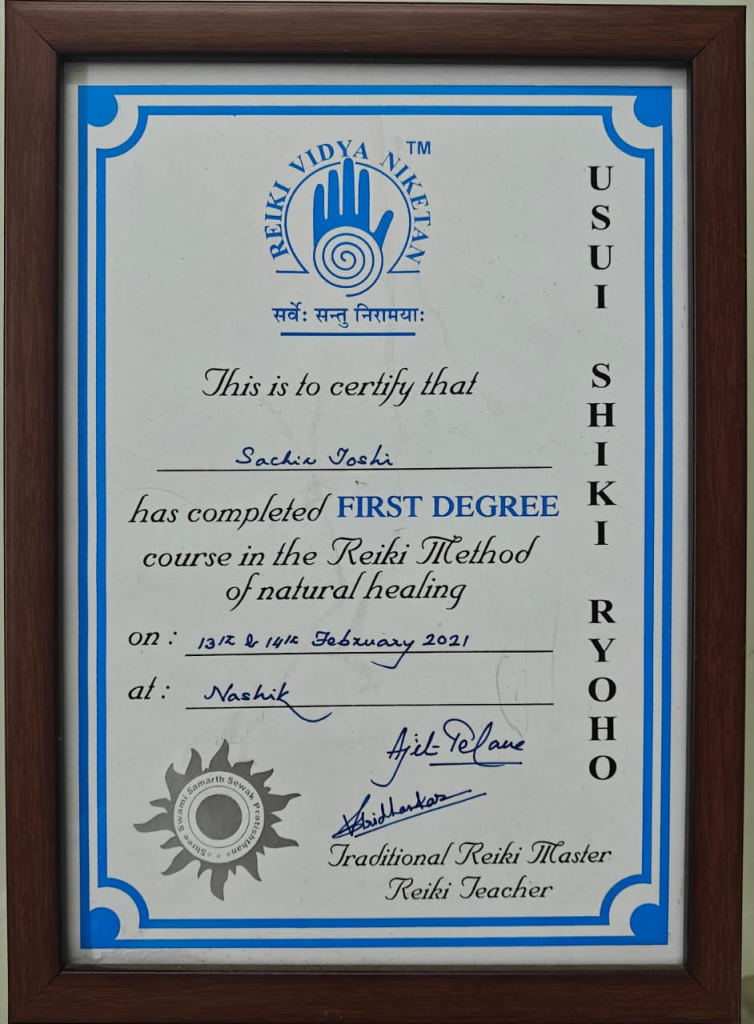 REIKI VIDYA NIKETAN TM
सर्वेः सन्तु निरामयाः
This is to certify that
Sachin Joshi
has completed FIRST DEGREE
course in the Reiki Method
of natural healing
on : 13th & 14th February 2021
at : Nashik
Ajit
Shree Swami Samarth Sewak Pratishthan
Traditional Reiki Master
Reiki Teacher
USUI SHIKI RYOHO